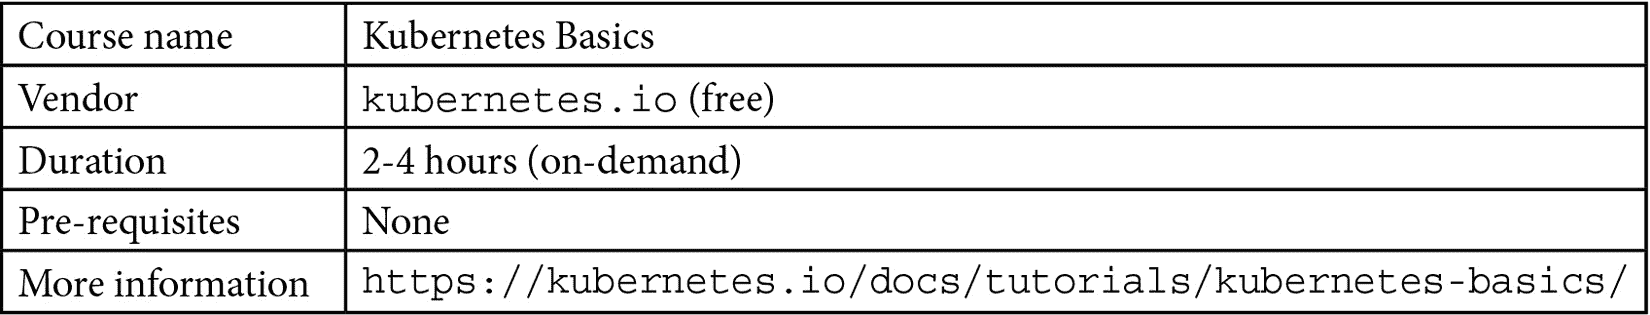 Course name Kubernetes Basics
Vendor kubernetes.io (free)
Duration 2-4 hours (on-demand)
Pre-requisites None
More information https://kubernetes.io/docs/tutorials/kubernetes-basics/